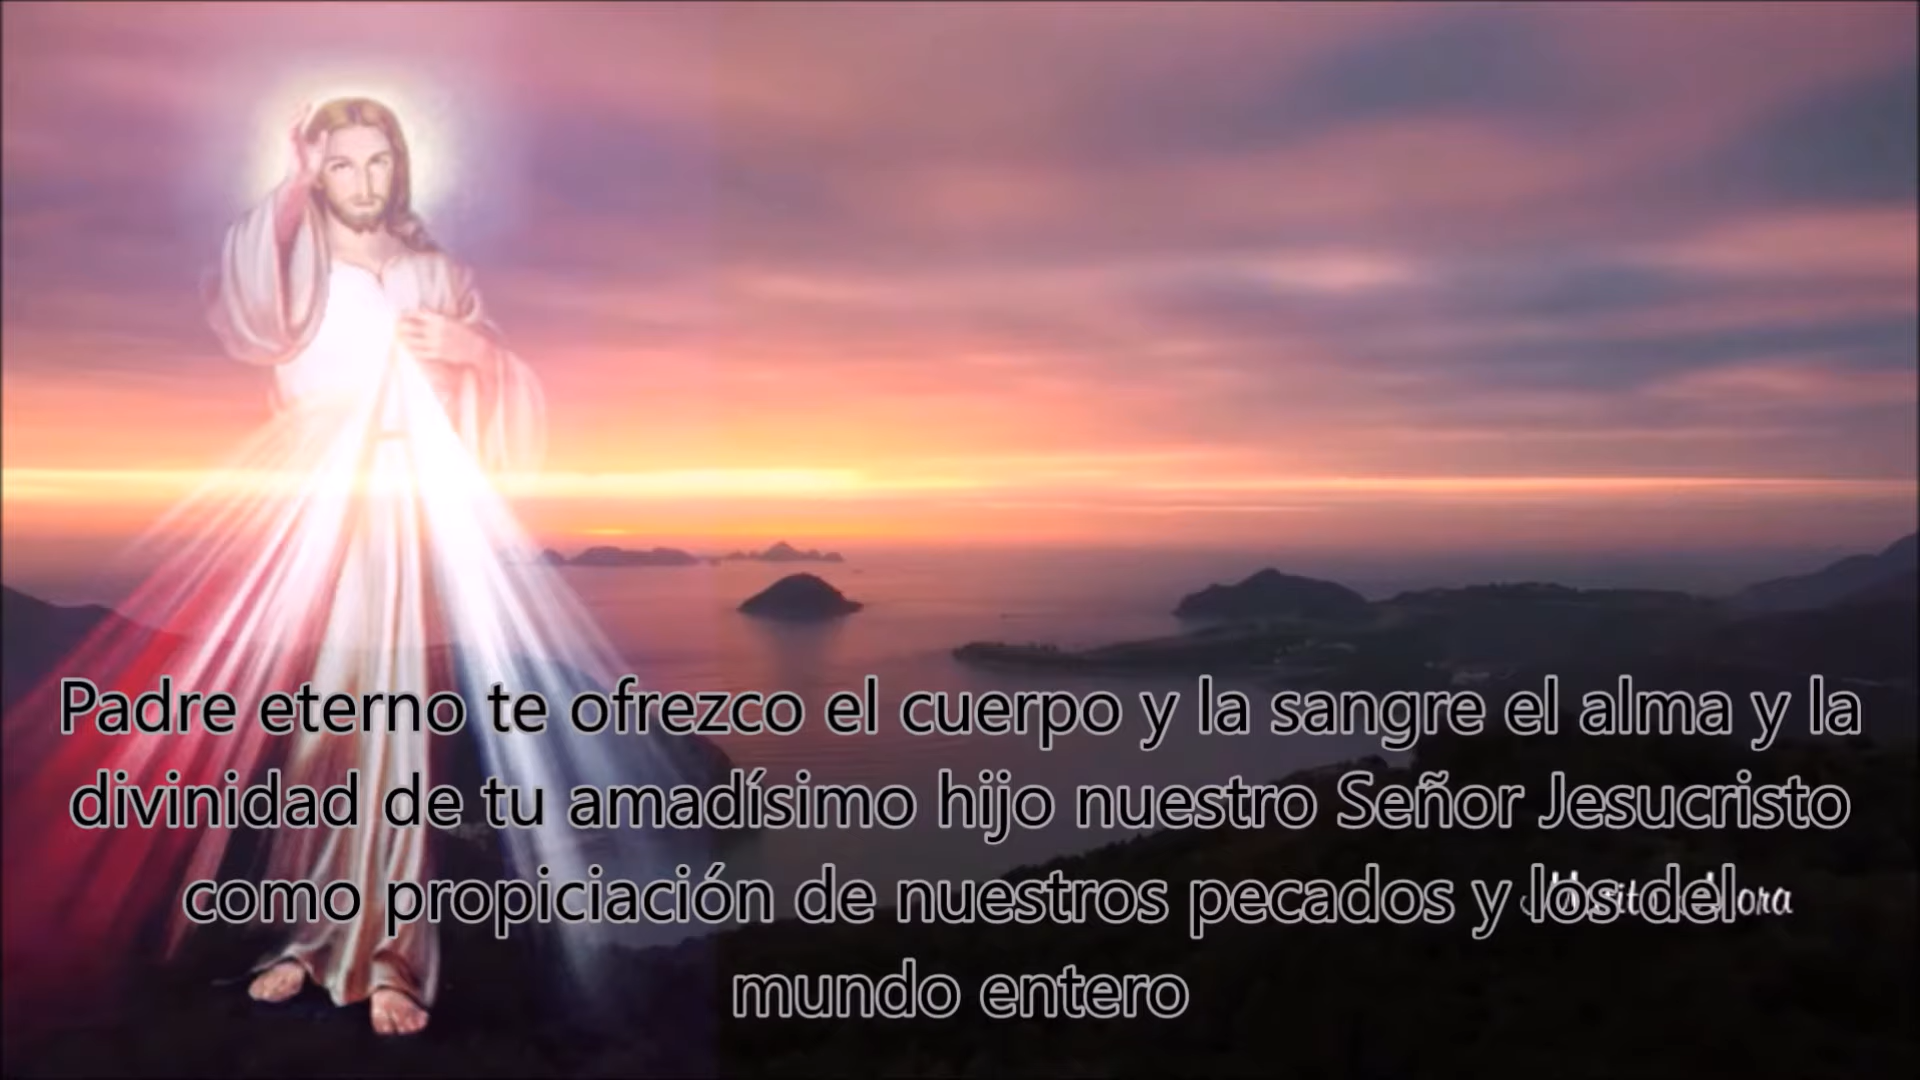 Padre eterno te ofrezco el cuerpo y la sangre el alma y la
divinidad de tu amadísimo hijo nuestro Señor Jesucristo
como propiciación de nuestros pecados y los del
mundo entero